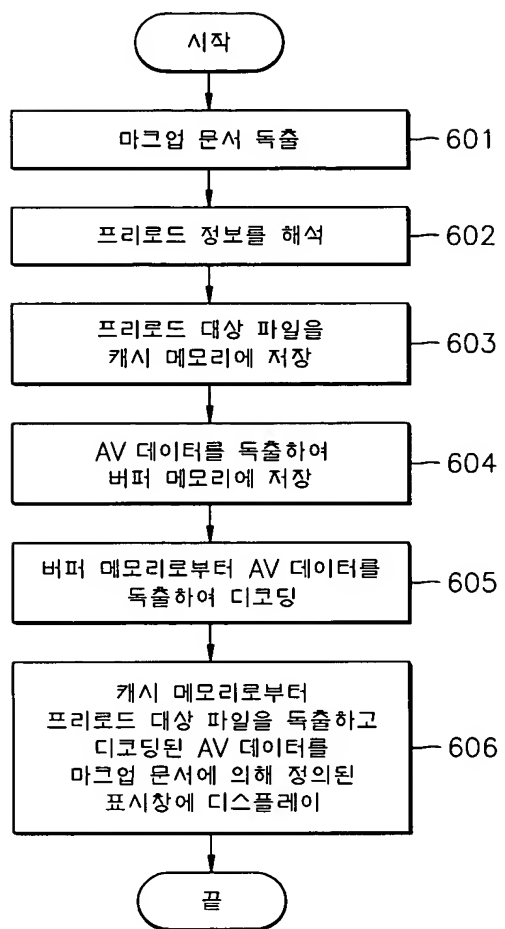 시작
마크업 문서 독출
601
프리로드 정보를 해석
602
프리로드 대상 파일을
캐시 메모리에 저장
603
AV 데이터를 독출하여
버퍼 메모리에 저장
604
버퍼 메모리로부터 AV 데이터를
독출하여 디코딩
605
캐시 메모리로부터
프리로드 대상 파일을 독출하고
디코딩된 AV 데이터를
마크업 문서에 의해 정의된
표시창에 디스플레이
606
끝